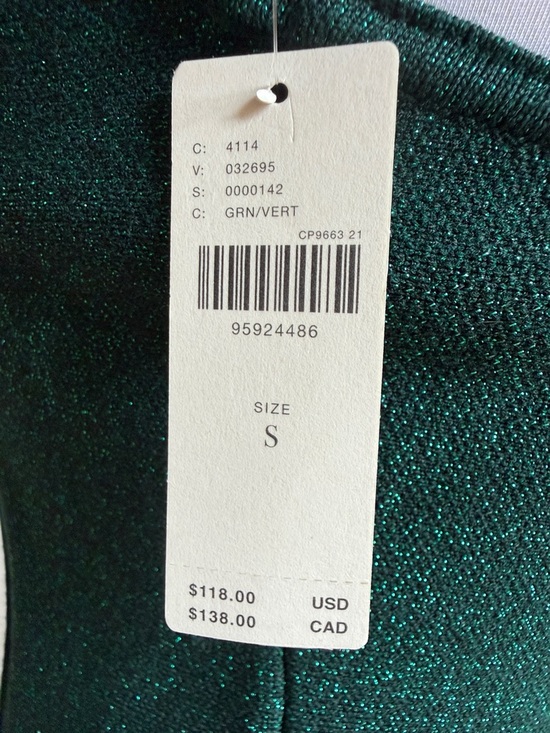 C: 4114
V: 032695
S: 0000142
C: GRN/VERT
CP9663 21
95924486
SIZE
S
$118.00 USD
$138.00 CAD